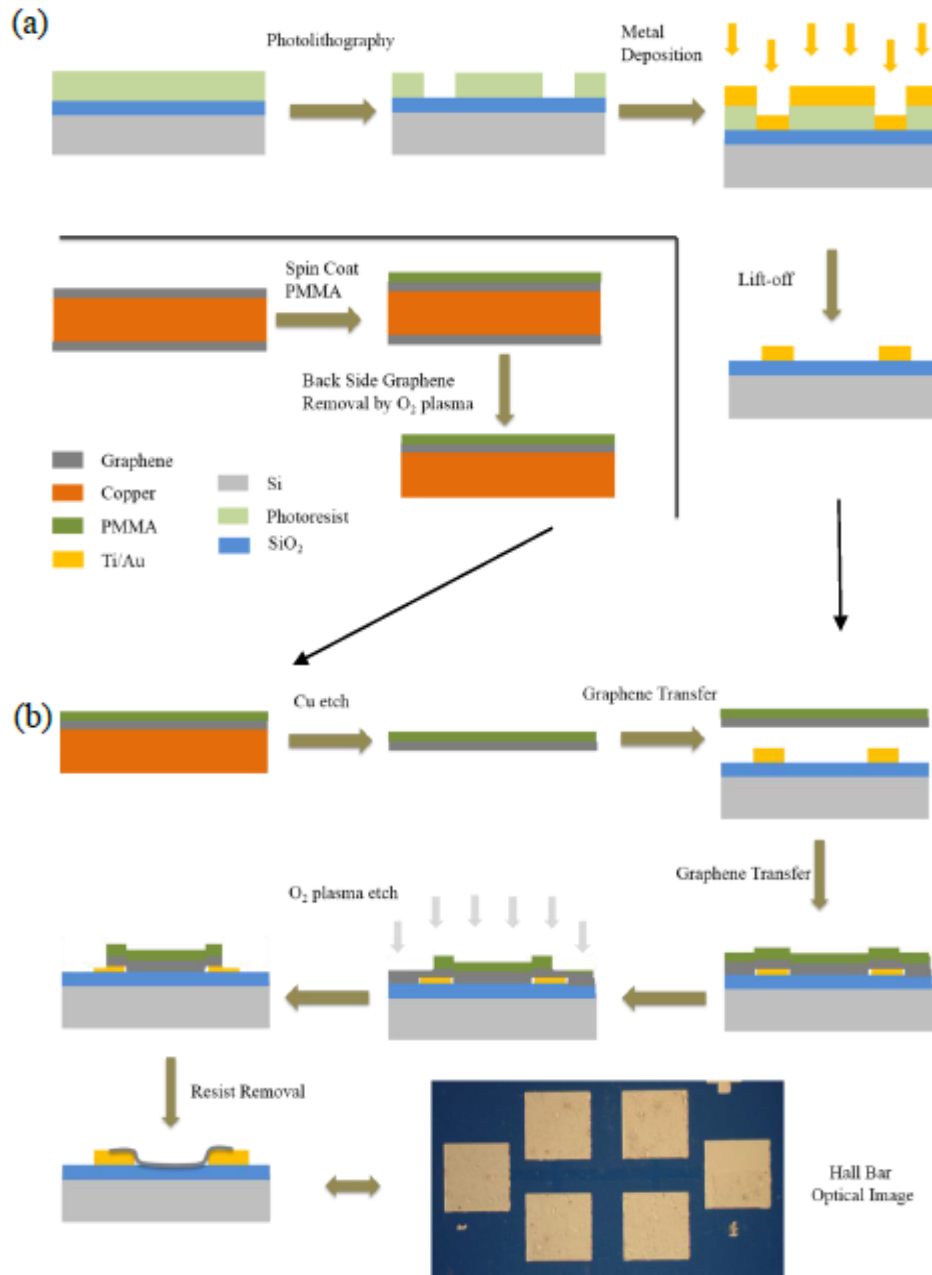 (a)
Photolithography
Metal
Deposition
Spin Coat
PMMA
Lift-off
Back Side Graphene
Removal by O₂ plasma
Graphene
Copper
PMMA
Ti/Au
Si
Photoresist
SiO₂
(b)
Cu etch
Graphene Transfer
Graphene Transfer
O₂ plasma etch
Resist Removal
Hall Bar
Optical Image